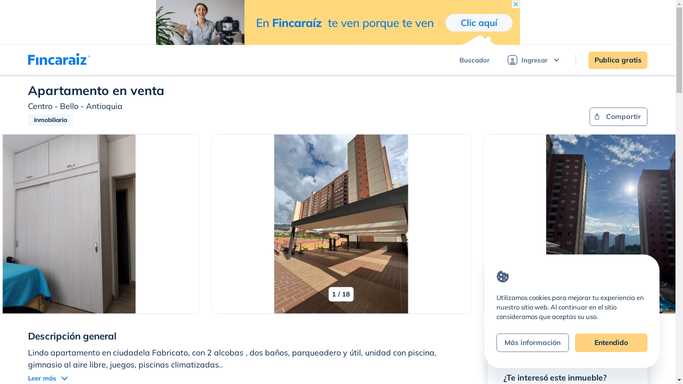 En Fincaraíz te ven porque te ven
Clic aquí
Fincaraíz
Buscador
Ingresar
Publica gratis
Apartamento en venta
Centro - Bello - Antioquia
Inmobiliaria
Compartir
1 / 18
Utilizamos cookies para mejorar tu experiencia en
nuestro sitio web. Al continuar en el sitio
consideramos que aceptas su uso.
Más información
Entendido
Descripción general
Lindo apartamento en ciudadela Fabricato, con 2 alcobas , dos baños, parqueadero y útil, unidad con piscina,
gimnasio al aire libre, juegos, piscinas climatizadas..
Leer más
¿Te interesó este inmueble?